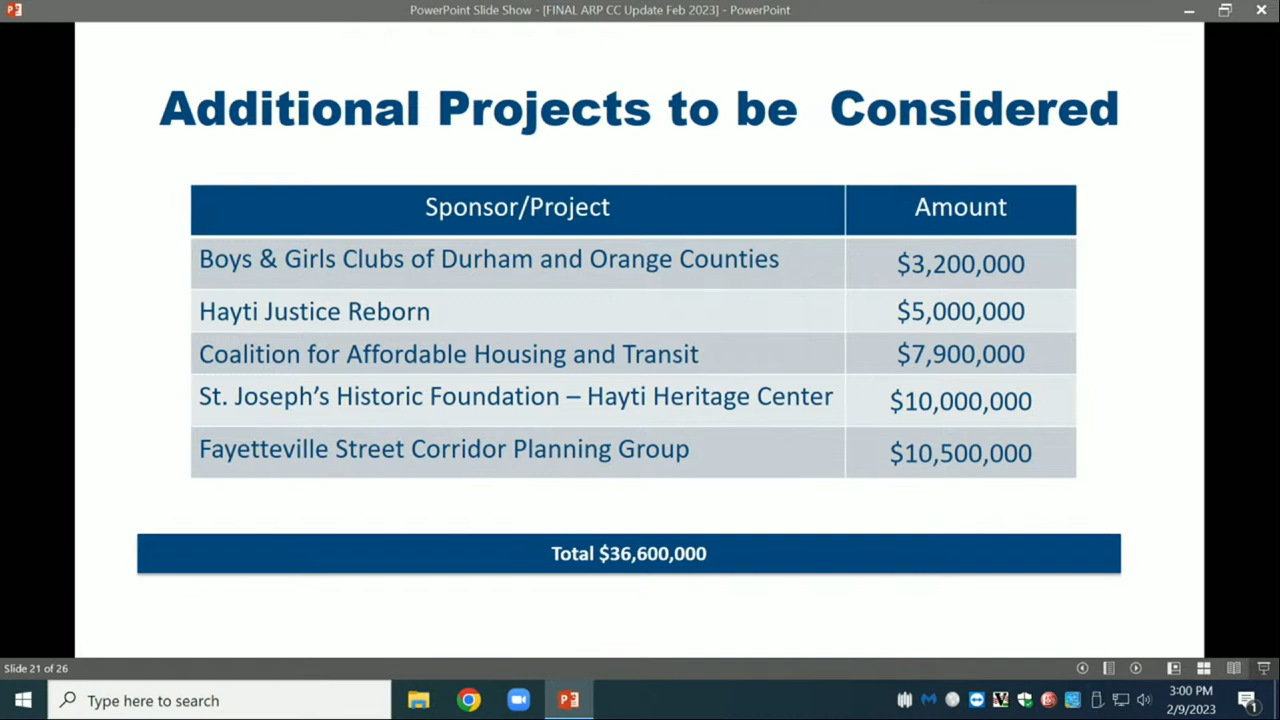 PowerPoint Slide Show - [FINAL ARP CC Update Feb 2023] - PowerPoint
Additional Projects to be Considered
Sponsor/Project Amount
Boys & Girls Clubs of Durham and Orange Counties $3,200,000
Hayti Justice Reborn $5,000,000
Coalition for Affordable Housing and Transit $7,900,000
St. Joseph’s Historic Foundation – Hayti Heritage Center $10,000,000
Fayetteville Street Corridor Planning Group $10,500,000
Total $36,600,000
Slide 21 of 26
Type here to search
3:00 PM
2/9/2023
1